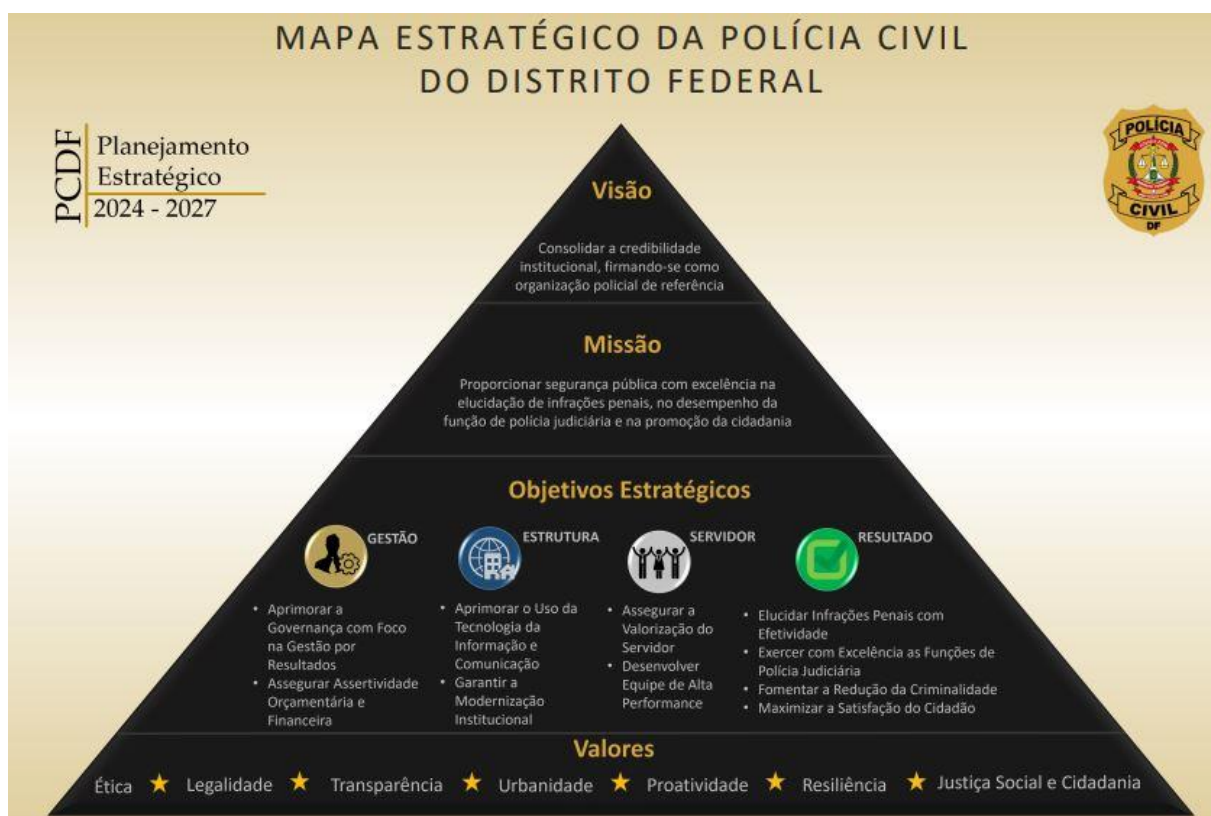 MAPA ESTRATÉGICO DA POLÍCIA CIVIL
DO DISTRITO FEDERAL
PCDF
Planejamento
Estratégico
2024 - 2027
POLÍCIA
CIVIL
DF
Visão
Consolidar a credibilidade
institucional, firmando-se como
organização policial de referência
Missão
Proporcionar segurança pública com excelência na
elucidação de infrações penais, no desempenho da
função de polícia judiciária e na promoção da cidadania
Objetivos Estratégicos
GESTÃO
• Aprimorar a
Governança com Foco
na Gestão por
Resultados
• Assegurar Assertividade
Orçamentária e
Financeira
ESTRUTURA
• Aprimorar o Uso da
Tecnologia da
Informação e
Comunicação
• Garantir a
Modernização
Institucional
SERVIDOR
• Assegurar a
Valorização do
Servidor
• Desenvolver
Equipe de Alta
Performance
RESULTADO
• Elucidar Infrações Penais com
Efetividade
• Exercer com Excelência as Funções de
Polícia Judiciária
• Fomentar a Redução da Criminalidade
• Maximizar a Satisfação do Cidadão
Valores
Ética ★ Legalidade ★ Transparência ★ Urbanidade ★ Proatividade ★ Resiliência ★ Justiça Social e Cidadania